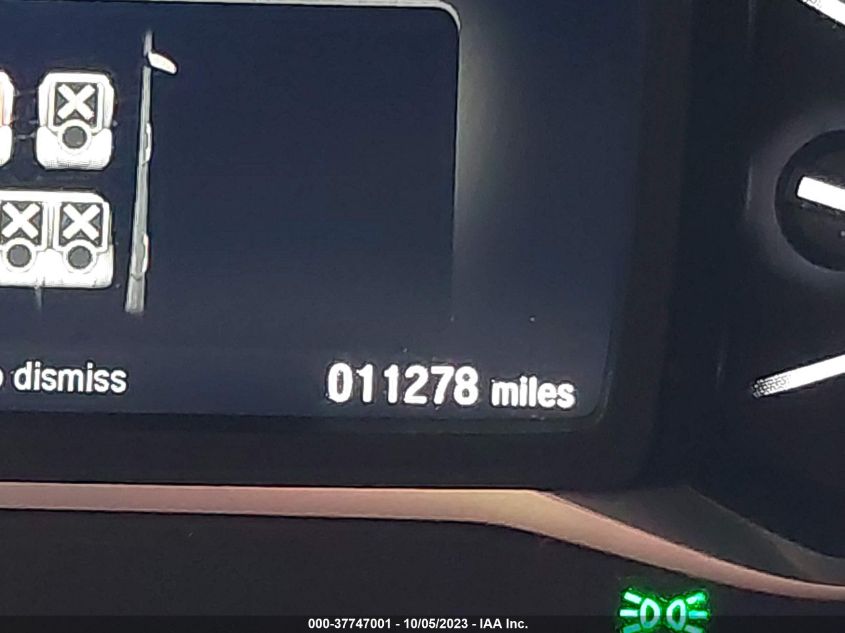 dismiss
011278 miles
000-37747001 - 10/05/2023 - IAA Inc.